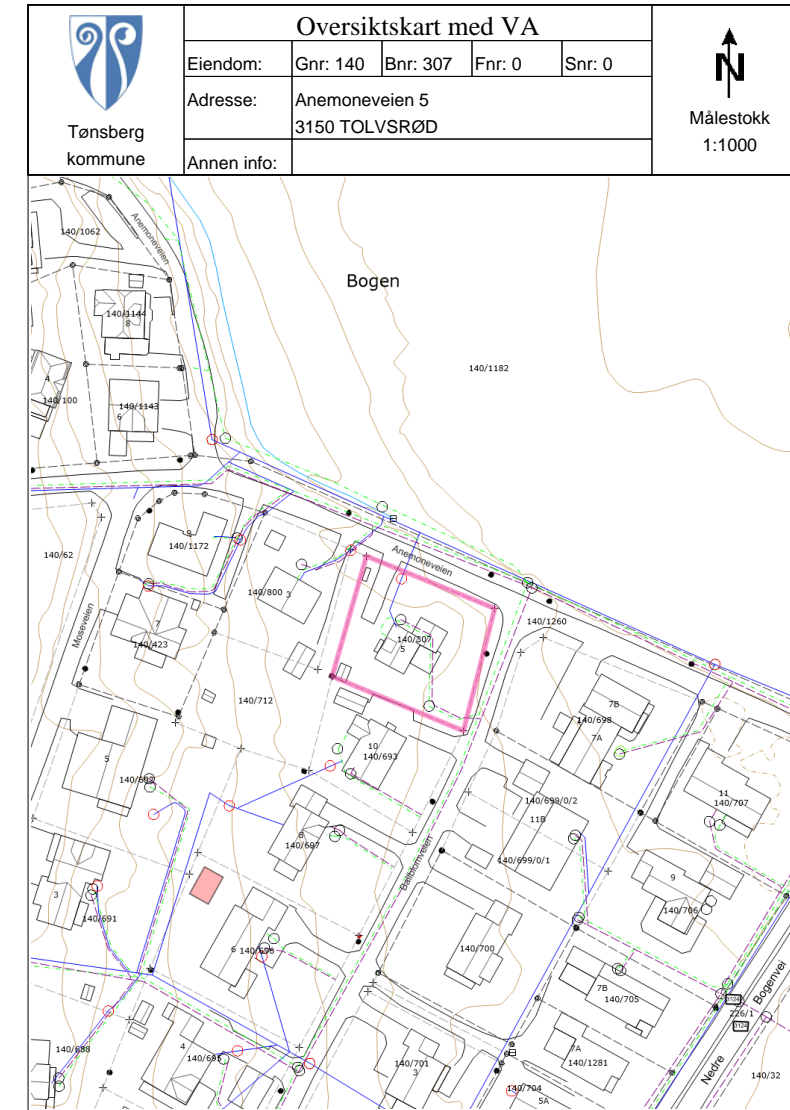 Oversiktskart med VA
Eiendom: Gnr: 140 Bnr: 307 Fnr: 0 Snr: 0
Adresse: Anemoneveien 5
3150 TOLVSRØD
Annen info:
Tønsberg
kommune
N
Målestokk
1:1000
Anemoneveien
140/1062
Bogen
140/1144
8
140/1182
4
140/100
140/1143
6
9
140/1172
Anemoneveien
140/62
140/800
3
140/1260
Moseveien
7
140/423
140/307
5
140/712
7B
140/698
7A
10
140/693
5
140/692
11
140/707
140/699/0/2
11B
8
140/687
Ballblomveien
140/699/0/1
9
3
140/691
140/706
6
140/696
140/700
7B
140/705
Bogenvei
3124
226/1
3124
140/688
4
140/695
140/701
3
7A
140/1281
Nedre
140/32
140/704
5A